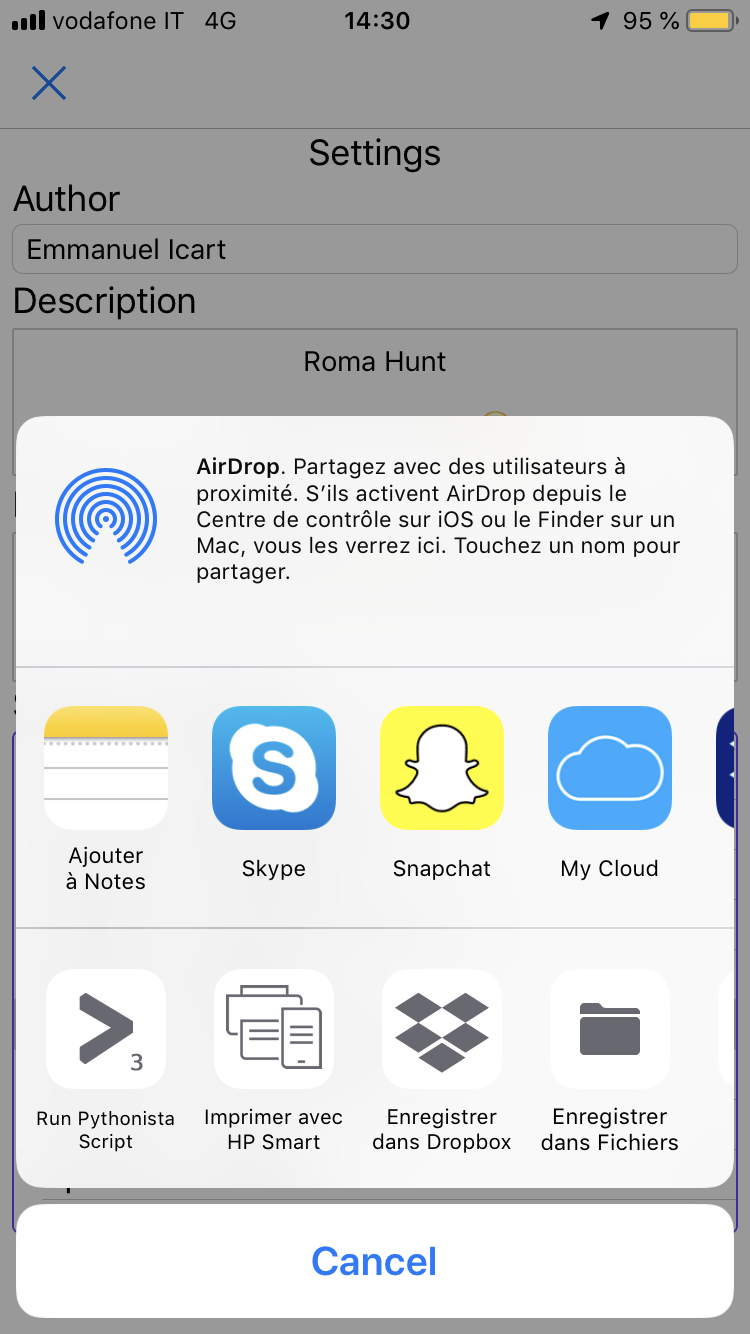 vodafone IT 4G 14:30 95 %
Settings
Author
Emmanuel Icart
Description
Roma Hunt
AirDrop. Partagez avec des utilisateurs à
proximité. S’ils activent AirDrop depuis le
Centre de contrôle sur iOS ou le Finder sur un
Mac, vous les verrez ici. Touchez un nom pour
partager.
Ajouter
à Notes
Skype
Snapchat
My Cloud
3
Run Pythonista
Script
Imprimer avec
HP Smart
Enregistrer
dans Dropbox
Enregistrer
dans Fichiers
Cancel